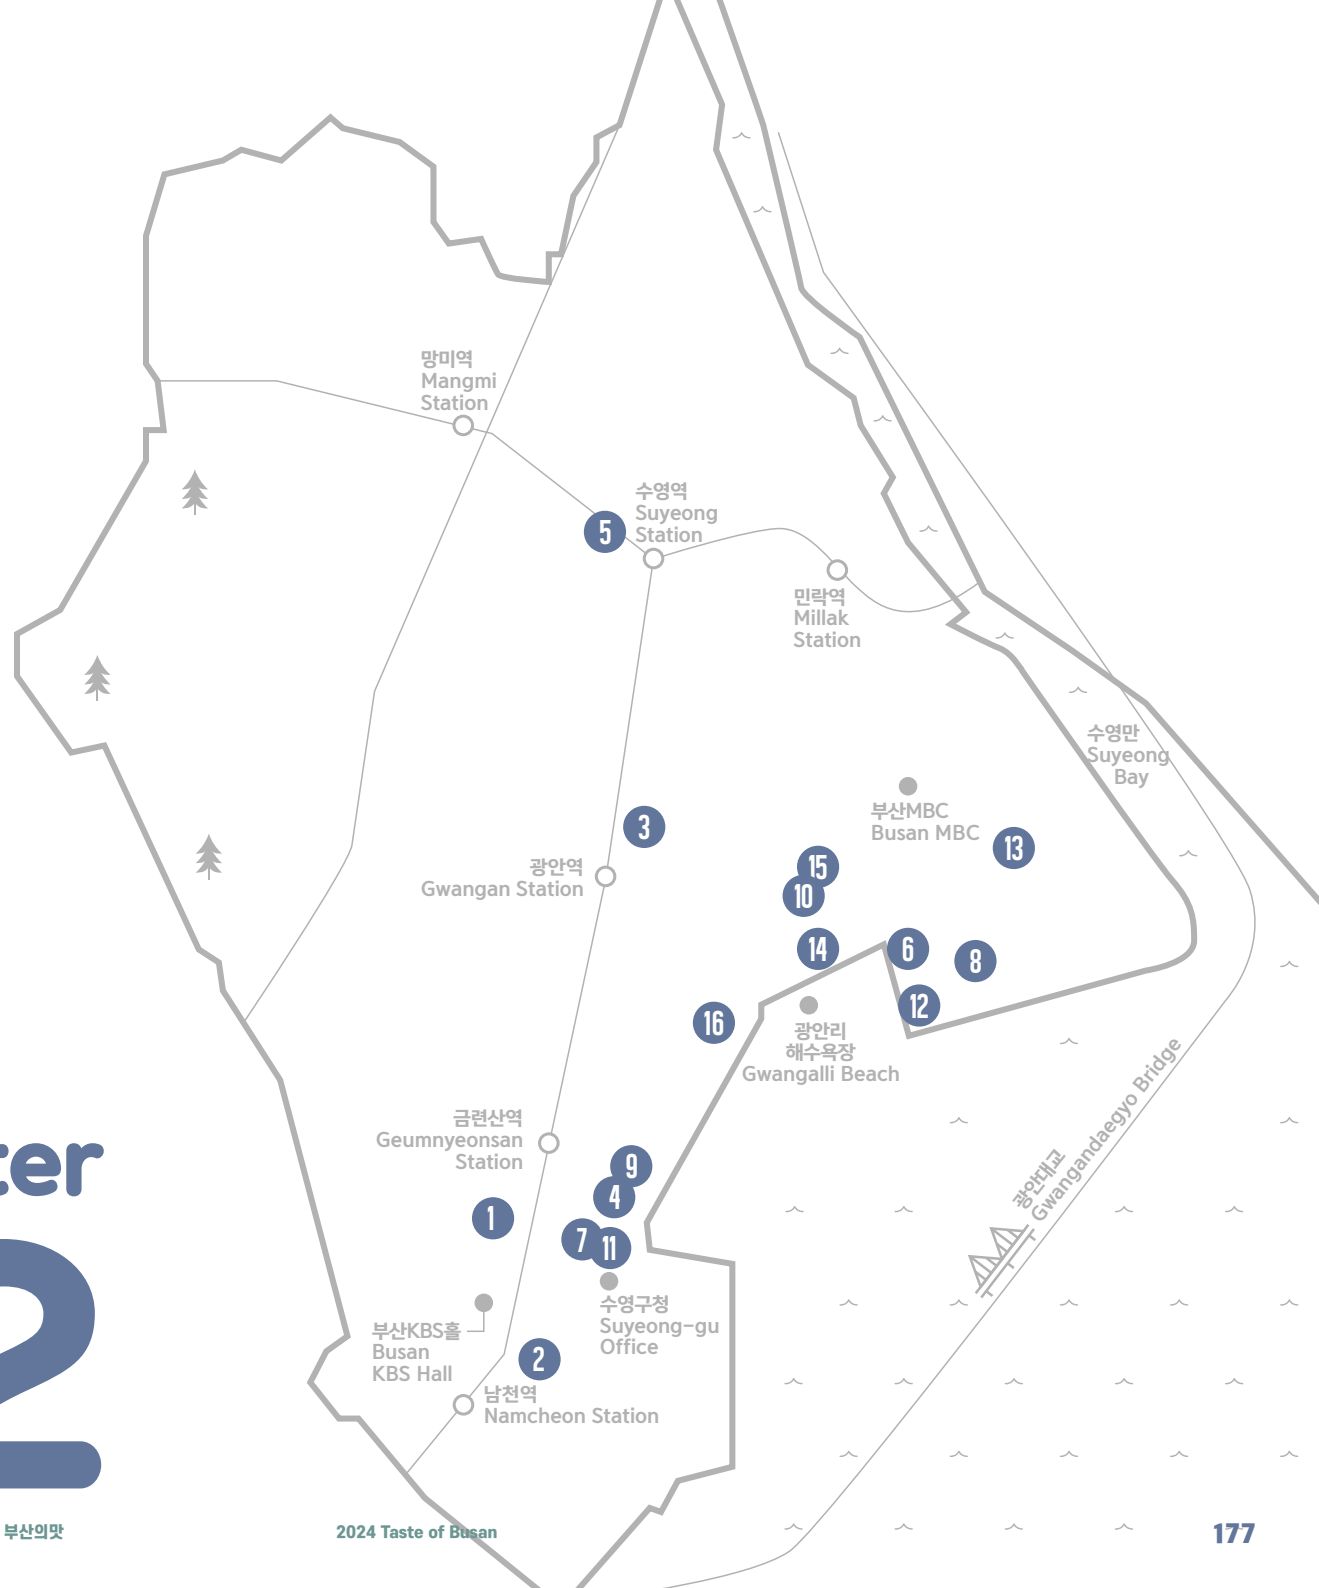 망미역
Mangmi
Station
수영역
Suyeong
Station
5
민락역
Millak
Station
수영만
Suyeong
Bay
부산MBC
Busan MBC
3
13
15
10
광안역
Gwangan Station
14
6
8
12
16
광안리
해수욕장
Gwangalli Beach
광안대교
Gwangandaegyo Bridge
금련산역
Geumnyeonsan
Station
9
4
1
7
11
수영구청
Suyeong-gu
Office
부산KBS홀
Busan
KBS Hall
2
남천역
Namcheon Station
ter
2
부산의맛
2024 Taste of Busan
177